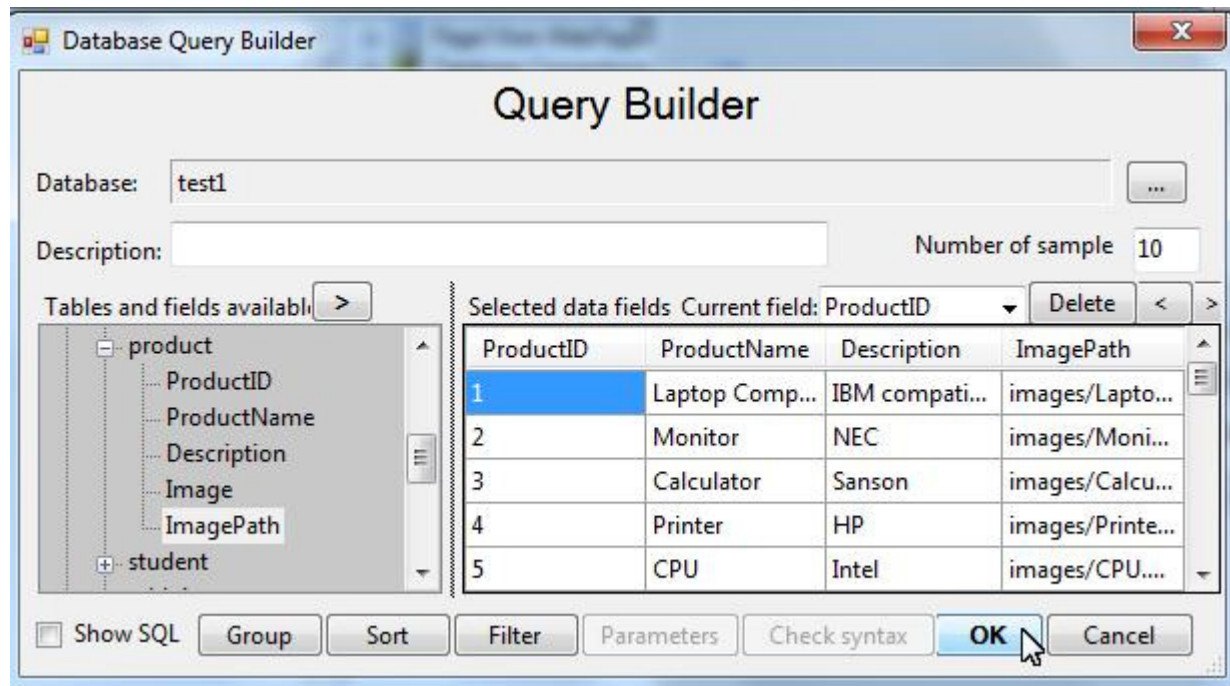 Database Query Builder
X
Query Builder
Database: test1 ...
Description: Number of sample 10
Tables and fields availabl > Selected data fields Current field: ProductID Delete < >
product
ProductID
ProductName
Description
Image
ImagePath
student
ProductID ProductName Description ImagePath
1 Laptop Comp... IBM compati... images/Lapto...
2 Monitor NEC images/Moni...
3 Calculator Sanson images/Calcu...
4 Printer HP images/Printe...
5 CPU Intel images/CPU....
Show SQL Group Sort Filter Parameters Check syntax OK Cancel